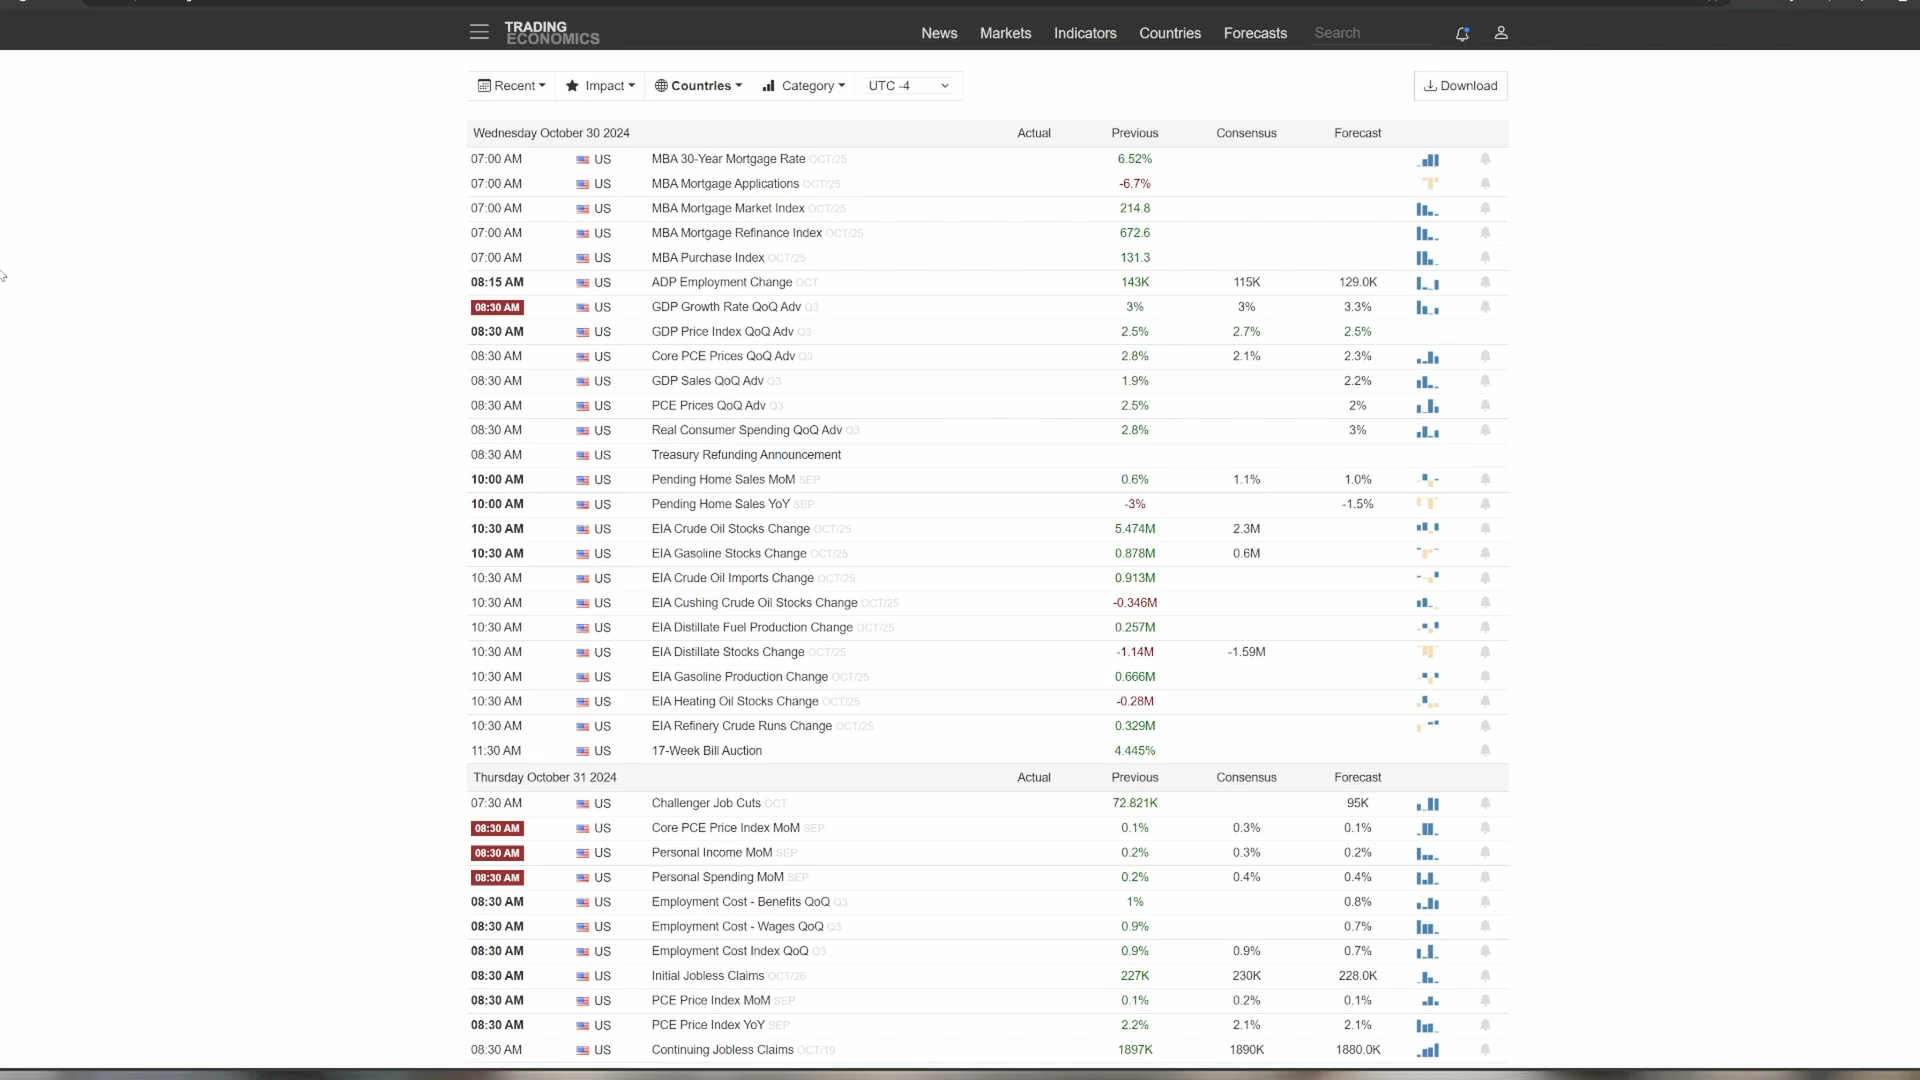 TRADING
ECONOMICS
News Markets Indicators Countries Forecasts Search
Recent Impact Countries Category UTC -4 Download
Wednesday October 30 2024 Actual Previous Consensus Forecast
07:00 AM US MBA 30-Year Mortgage Rate OCT/25 6.52%
07:00 AM US MBA Mortgage Applications OCT/25 -6.7%
07:00 AM US MBA Mortgage Market Index OCT/25 214.8
07:00 AM US MBA Mortgage Refinance Index OCT/25 672.6
07:00 AM US MBA Purchase Index OCT/25 131.3
08:15 AM US ADP Employment Change OCT 143K 115K 129.0K
08:30 AM US GDP Growth Rate QoQ Adv Q3 3% 3% 3.3%
08:30 AM US GDP Price Index QoQ Adv Q3 2.5% 2.7% 2.5%
08:30 AM US Core PCE Prices QoQ Adv Q3 2.8% 2.1% 2.3%
08:30 AM US GDP Sales QoQ Adv Q3 1.9% 2.2%
08:30 AM US PCE Prices QoQ Adv Q3 2.5% 2%
08:30 AM US Real Consumer Spending QoQ Adv Q3 2.8% 3%
08:30 AM US Treasury Refunding Announcement
10:00 AM US Pending Home Sales MoM SEP 0.6% 1.1% 1.0%
10:00 AM US Pending Home Sales YoY SEP -3% -1.5%
10:30 AM US EIA Crude Oil Stocks Change OCT/25 5.474M 2.3M
10:30 AM US EIA Gasoline Stocks Change OCT/25 0.878M 0.6M
10:30 AM US EIA Crude Oil Imports Change OCT/25 0.913M
10:30 AM US EIA Cushing Crude Oil Stocks Change OCT/25 -0.346M
10:30 AM US EIA Distillate Fuel Production Change OCT/25 0.257M
10:30 AM US EIA Distillate Stocks Change OCT/25 -1.14M -1.59M
10:30 AM US EIA Gasoline Production Change OCT/25 0.666M
10:30 AM US EIA Heating Oil Stocks Change OCT/25 -0.28M
10:30 AM US EIA Refinery Crude Runs Change OCT/25 0.329M
11:30 AM US 17-Week Bill Auction 4.445%
Thursday October 31 2024 Actual Previous Consensus Forecast
07:30 AM US Challenger Job Cuts OCT 72.821K 95K
08:30 AM US Core PCE Price Index MoM SEP 0.1% 0.3% 0.1%
08:30 AM US Personal Income MoM SEP 0.2% 0.3% 0.2%
08:30 AM US Personal Spending MoM SEP 0.2% 0.4% 0.4%
08:30 AM US Employment Cost - Benefits QoQ Q3 1% 0.8%
08:30 AM US Employment Cost - Wages QoQ Q3 0.9% 0.7%
08:30 AM US Employment Cost Index QoQ Q3 0.9% 0.9% 0.7%
08:30 AM US Initial Jobless Claims OCT/26 227K 230K 228.0K
08:30 AM US PCE Price Index MoM SEP 0.1% 0.2% 0.1%
08:30 AM US PCE Price Index YoY SEP 2.2% 2.1% 2.1%
08:30 AM US Continuing Jobless Claims OCT/19 1897K 1890K 1880.0K